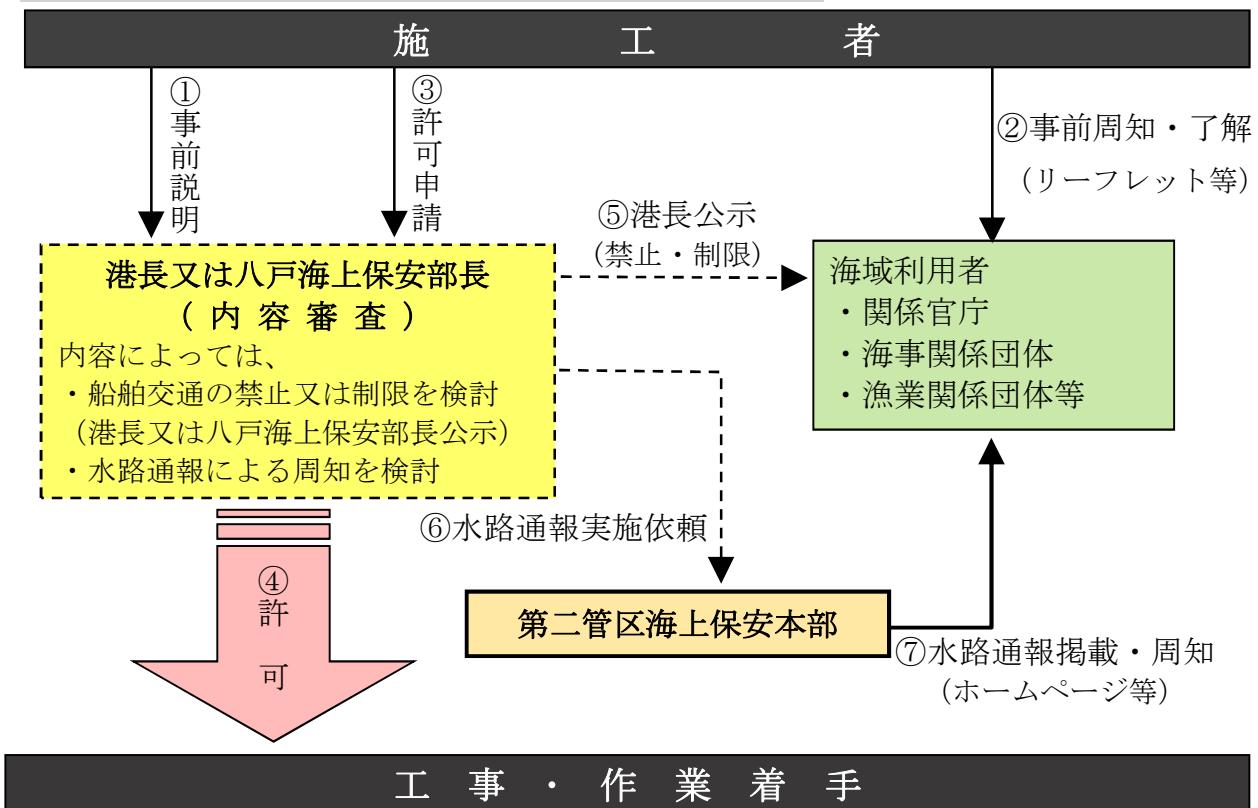 施工者
①事前説明
③許可申請
②事前周知・了解
（リーフレット等）
⑤港長公示
（禁止・制限）
港長又は八戸海上保安部長
（内容審査）
内容によっては、
・船舶交通の禁止又は制限を検討
（港長又は八戸海上保安部長公示）
・水路通報による周知を検討
海域利用者
・関係官庁
・海事関係団体
・漁業関係団体等
⑥水路通報実施依頼
④許可
第二管区海上保安本部
⑦水路通報掲載・周知
（ホームページ等）
工事・作業着手